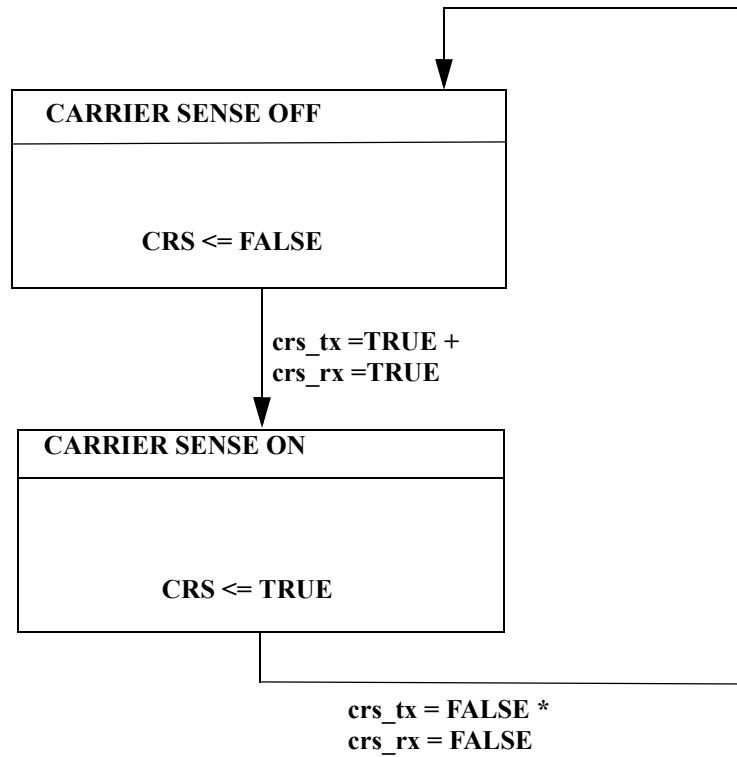 CARRIER SENSE OFF
CRS <= FALSE
crs_tx =TRUE +
crs_rx =TRUE
CARRIER SENSE ON
CRS <= TRUE
crs_tx = FALSE *
crs_rx = FALSE